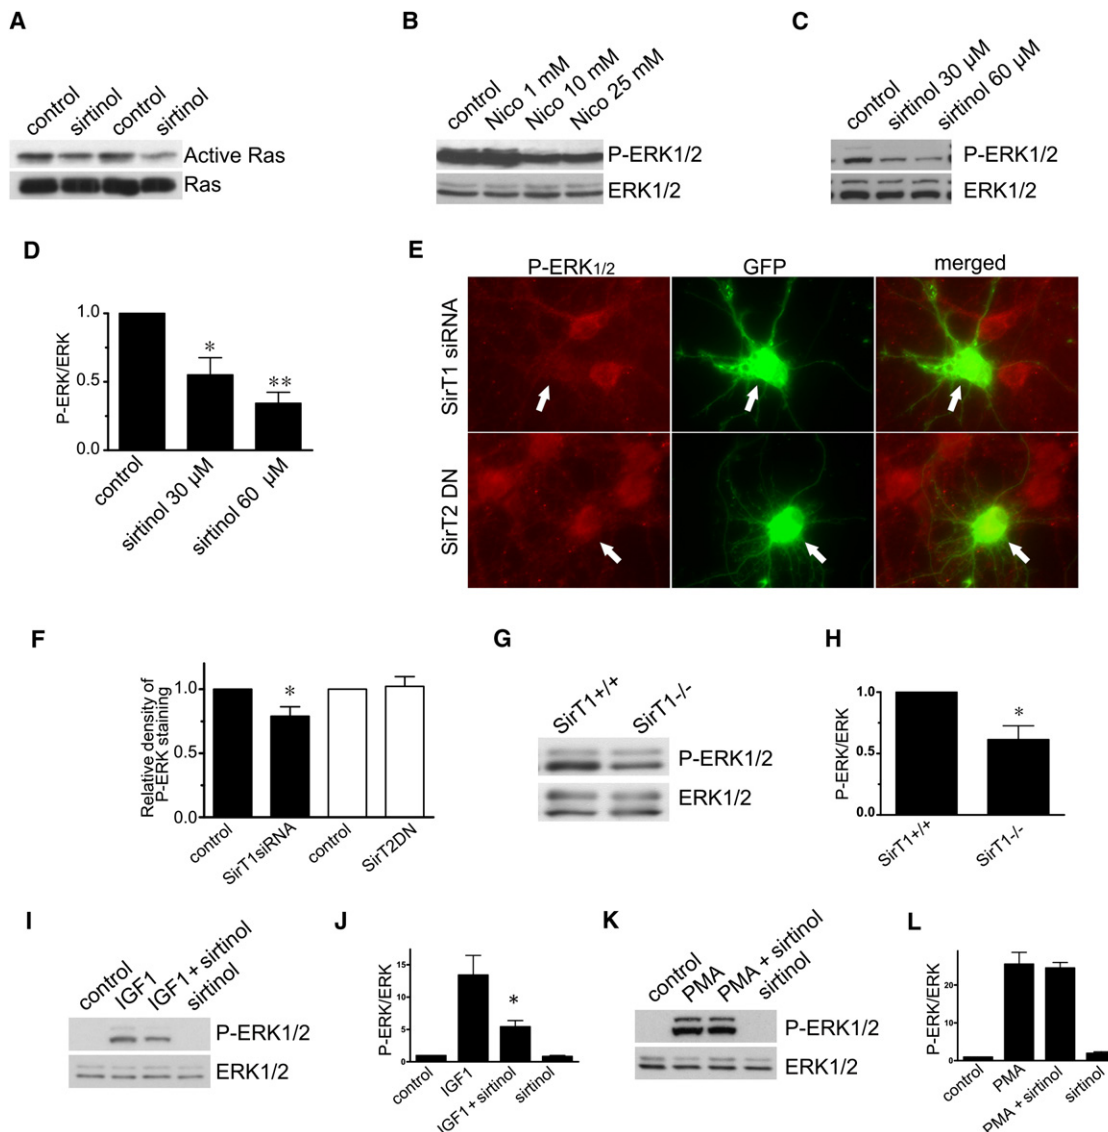 A
control
sirtinol
control
sirtinol
Active Ras
Ras
B
control
Nico 1 mM
Nico 10 mM
Nico 25 mM
P-ERK1/2
ERK1/2
C
control
sirtinol 30 µM
sirtinol 60 µM
P-ERK1/2
ERK1/2
D
P-ERK/ERK
1.0
0.5
0.0
*
**
control
sirtinol 30 µM
sirtinol 60 µM
E
P-ERK1/2
GFP
merged
SirT1 siRNA
SirT2 DN
F
Relative density of
P-ERK staining
1.0
0.5
0.0
*
control
SirT1siRNA
control
SirT2DN
G
SirT1+/+
SirT1-/-
P-ERK1/2
ERK1/2
H
P-ERK/ERK
1.0
0.5
0.0
*
SirT1+/+
SirT1-/-
I
control
IGF1
IGF1+sirtinol
sirtinol
P-ERK1/2
ERK1/2
J
P-ERK/ERK
15
10
5
0
*
control
IGF1
IGF1+sirtinol
sirtinol
K
control
PMA
PMA + sirtinol
sirtinol
P-ERK1/2
ERK1/2
L
P-ERK/ERK
20
10
0
control
PMA
PMA + sirtinol
sirtinol